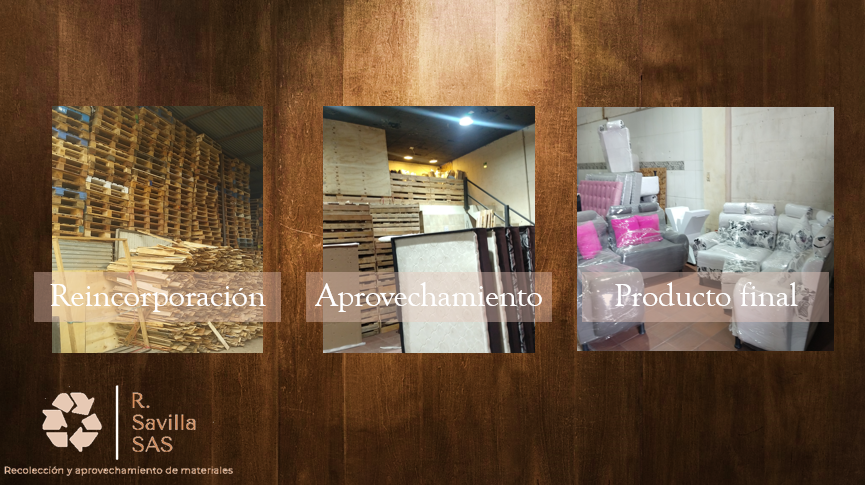 Reincorporación
Aprovechamiento
Producto final
R.
Savilla
SAS
Recolección y aprovechamiento de materiales